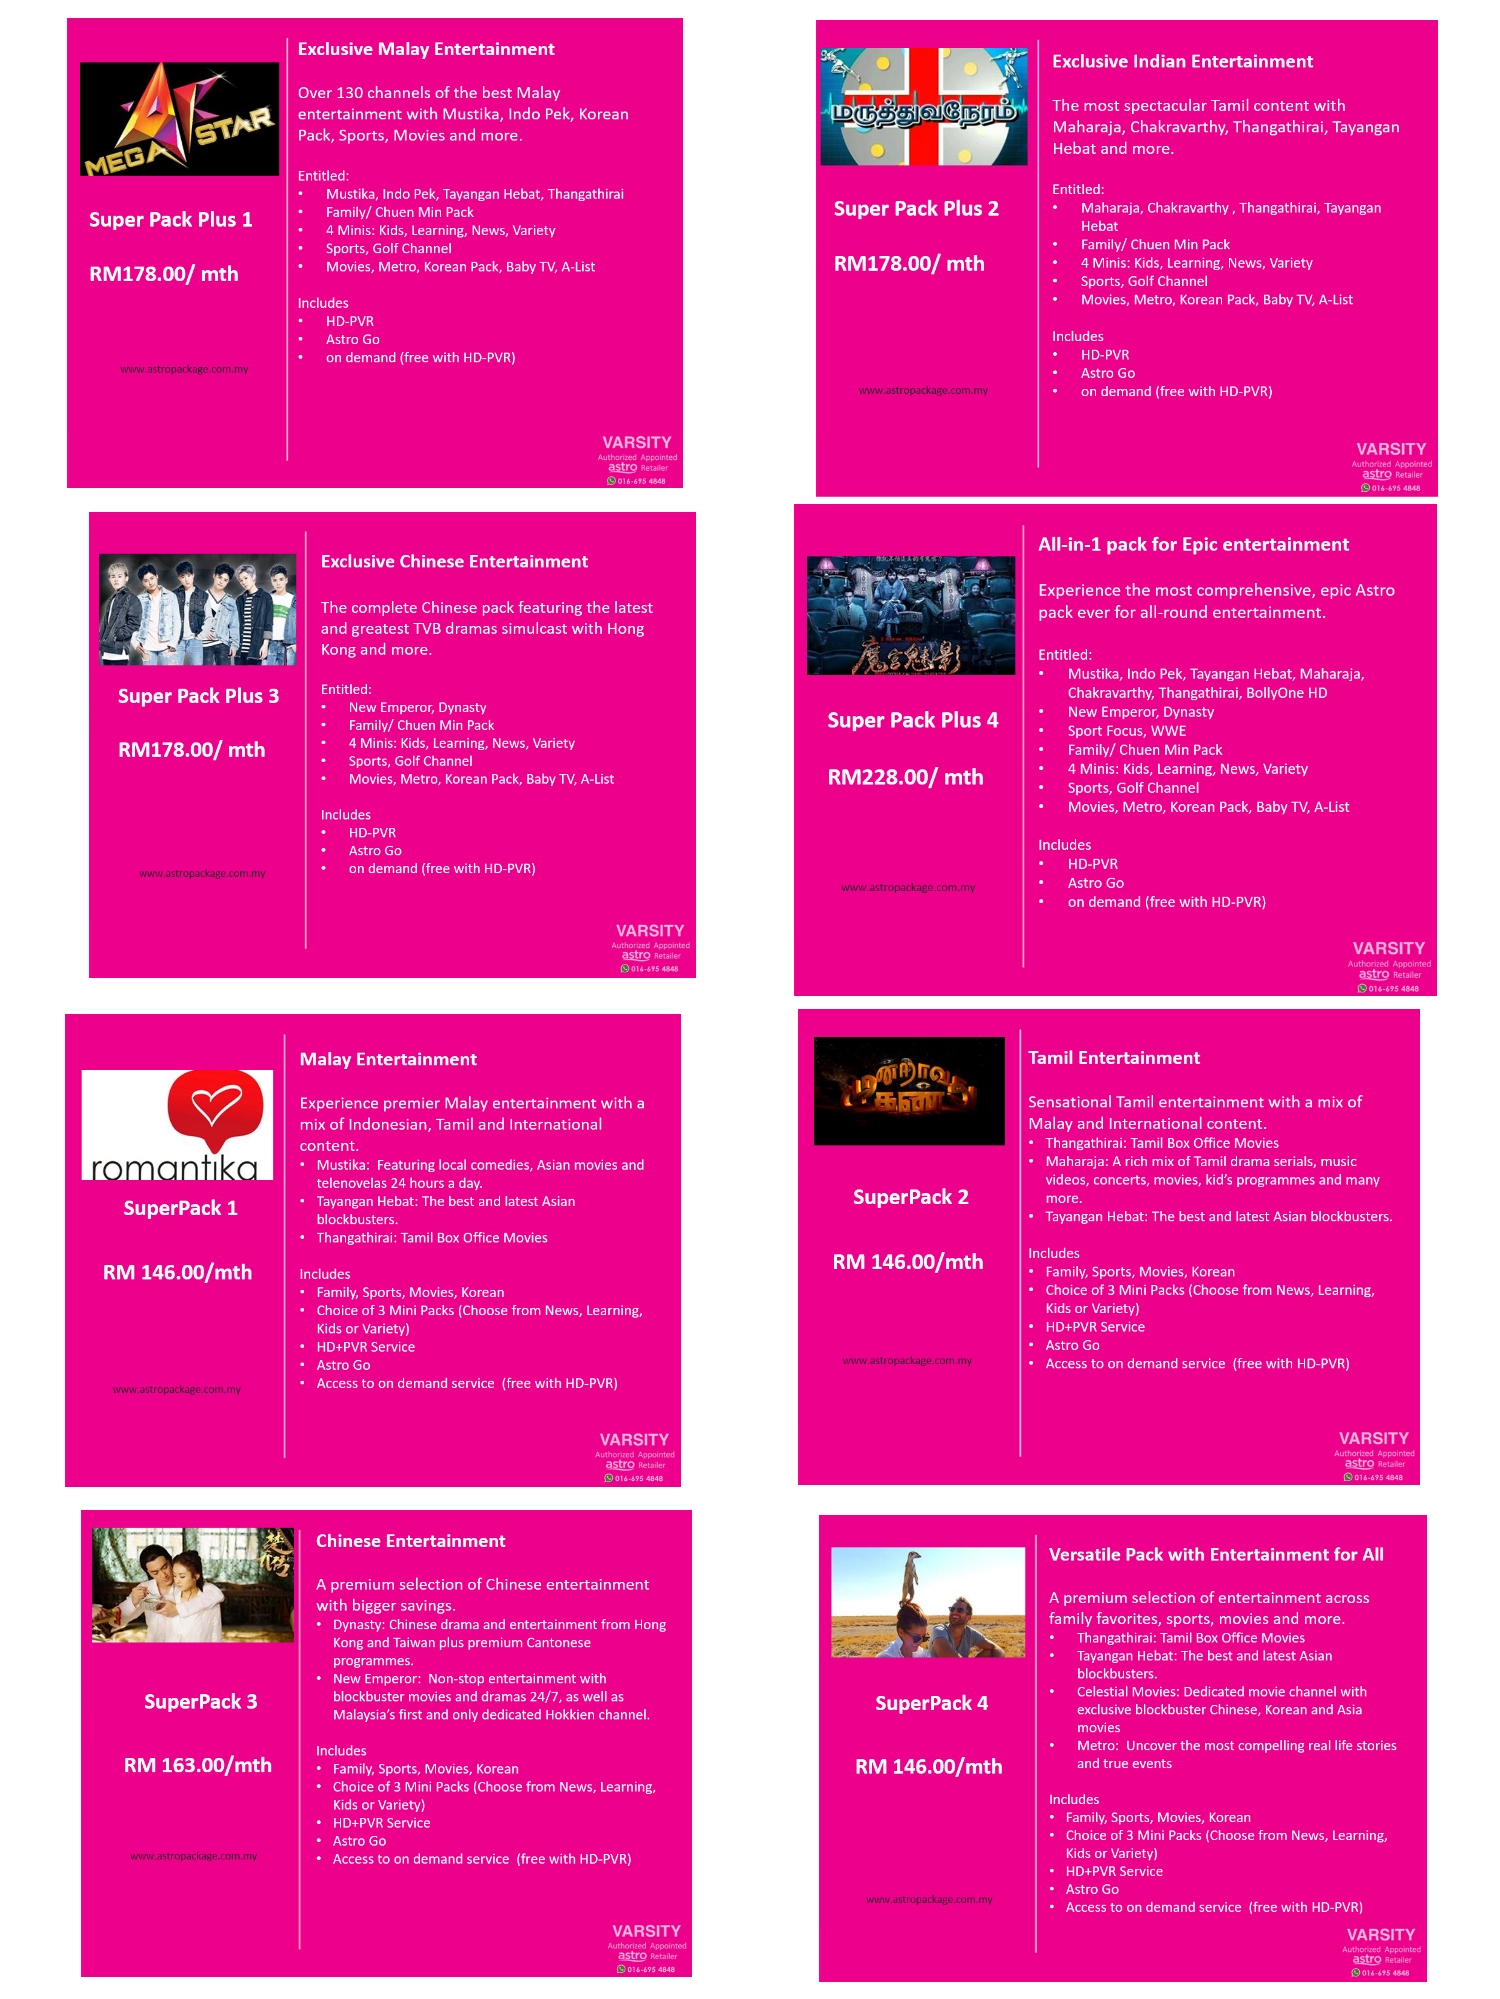 MEGA STAR
Super Pack Plus 1
RM178.00/ mth
www.astropackage.com.my
Exclusive Malay Entertainment
Over 130 channels of the best Malay
entertainment with Mustika, Indo Pek, Korean
Pack, Sports, Movies and more.
Entitled:
• Mustika, Indo Pek, Tayangan Hebat, Thangathirai
• Family/ Chuen Min Pack
• 4 Minis: Kids, Learning, News, Variety
• Sports, Golf Channel
• Movies, Metro, Korean Pack, Baby TV, A-List
Includes
• HD-PVR
• Astro Go
• on demand (free with HD-PVR)
VARSITY
Authorized Appointed
astro Retailer
016-695 4848
மருத்துவநேரம்
Super Pack Plus 2
RM178.00/ mth
www.astropackage.com.my
Exclusive Indian Entertainment
The most spectacular Tamil content with
Maharaja, Chakravarthy, Thangathirai, Tayangan
Hebat and more.
Entitled:
• Maharaja, Chakravarthy , Thangathirai, Tayangan
Hebat
• Family/ Chuen Min Pack
• 4 Minis: Kids, Learning, News, Variety
• Sports, Golf Channel
• Movies, Metro, Korean Pack, Baby TV, A-List
Includes
• HD-PVR
• Astro Go
• on demand (free with HD-PVR)
VARSITY
Authorized Appointed
astro Retailer
016-695 4848
Super Pack Plus 3
RM178.00/ mth
www.astropackage.com.my
Exclusive Chinese Entertainment
The complete Chinese pack featuring the latest
and greatest TVB dramas simulcast with Hong
Kong and more.
Entitled:
• New Emperor, Dynasty
• Family/ Chuen Min Pack
• 4 Minis: Kids, Learning, News, Variety
• Sports, Golf Channel
• Movies, Metro, Korean Pack, Baby TV, A-List
Includes
• HD-PVR
• Astro Go
• on demand (free with HD-PVR)
VARSITY
Authorized Appointed
astro Retailer
016-695 4848
魔宫魅影
Super Pack Plus 4
RM228.00/ mth
www.astropackage.com.my
All-in-1 pack for Epic entertainment
Experience the most comprehensive, epic Astro
pack ever for all-round entertainment.
Entitled:
• Mustika, Indo Pek, Tayangan Hebat, Maharaja,
Chakravarthy, Thangathirai, BollyOne HD
• New Emperor, Dynasty
• Sport Focus, WWE
• Family/ Chuen Min Pack
• 4 Minis: Kids, Learning, News, Variety
• Sports, Golf Channel
• Movies, Metro, Korean Pack, Baby TV, A-List
Includes
• HD-PVR
• Astro Go
• on demand (free with HD-PVR)
VARSITY
Authorized Appointed
astro Retailer
016-695 4848
romantika
SuperPack 1
RM 146.00/mth
www.astropackage.com.my
Malay Entertainment
Experience premier Malay entertainment with a
mix of Indonesian, Tamil and International
content.
• Mustika: Featuring local comedies, Asian movies and
telenovelas 24 hours a day.
• Tayangan Hebat: The best and latest Asian
blockbusters.
• Thangathirai: Tamil Box Office Movies
Includes
• Family, Sports, Movies, Korean
• Choice of 3 Mini Packs (Choose from News, Learning,
Kids or Variety)
• HD+PVR Service
• Astro Go
• Access to on demand service (free with HD-PVR)
VARSITY
Authorized Appointed
astro Retailer
016-695 4848
மூன்றாவது
கண்
SuperPack 2
RM 146.00/mth
www.astropackage.com.my
Tamil Entertainment
Sensational Tamil entertainment with a mix of
Malay and International content.
• Thangathirai: Tamil Box Office Movies
• Maharaja: A rich mix of Tamil drama serials, music
videos, concerts, movies, kid's programmes and many
more.
• Tayangan Hebat: The best and latest Asian blockbusters.
Includes
• Family, Sports, Movies, Korean
• Choice of 3 Mini Packs (Choose from News, Learning,
Kids or Variety)
• HD+PVR Service
• Astro Go
• Access to on demand service (free with HD-PVR)
VARSITY
Authorized Appointed
astro Retailer
016-695 4848
SuperPack 3
RM 163.00/mth
www.astropackage.com.my
Chinese Entertainment
A premium selection of Chinese entertainment
with bigger savings.
• Dynasty: Chinese drama and entertainment from Hong
Kong and Taiwan plus premium Cantonese
programmes.
• New Emperor: Non-stop entertainment with
blockbuster movies and dramas 24/7, as well as
Malaysia's first and only dedicated Hokkien channel.
Includes
• Family, Sports, Movies, Korean
• Choice of 3 Mini Packs (Choose from News, Learning,
Kids or Variety)
• HD+PVR Service
• Astro Go
• Access to on demand service (free with HD-PVR)
VARSITY
Authorized Appointed
astro Retailer
016-695 4848
SuperPack 4
RM 146.00/mth
www.astropackage.com.my
Versatile Pack with Entertainment for All
A premium selection of entertainment across
family favorites, sports, movies and more.
• Thangathirai: Tamil Box Office Movies
• Tayangan Hebat: The best and latest Asian
blockbusters.
• Celestial Movies: Dedicated movie channel with
exclusive blockbuster Chinese, Korean and Asia
movies
• Metro: Uncover the most compelling real life stories
and true events
Includes
• Family, Sports, Movies, Korean
• Choice of 3 Mini Packs (Choose from News, Learning,
Kids or Variety)
• HD+PVR Service
• Astro Go
• Access to on demand service (free with HD-PVR)
VARSITY
Authorized Appointed
astro Retailer
016-695 4848